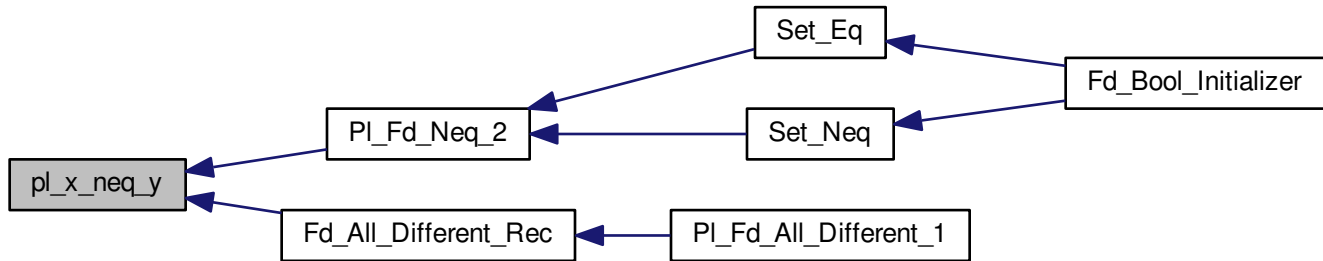 Set_Eq
Fd_Bool_Initializer
Pl_Fd_Neq_2
Set_Neq
pl_x_neq_y
Fd_All_Different_Rec
Pl_Fd_All_Different_1